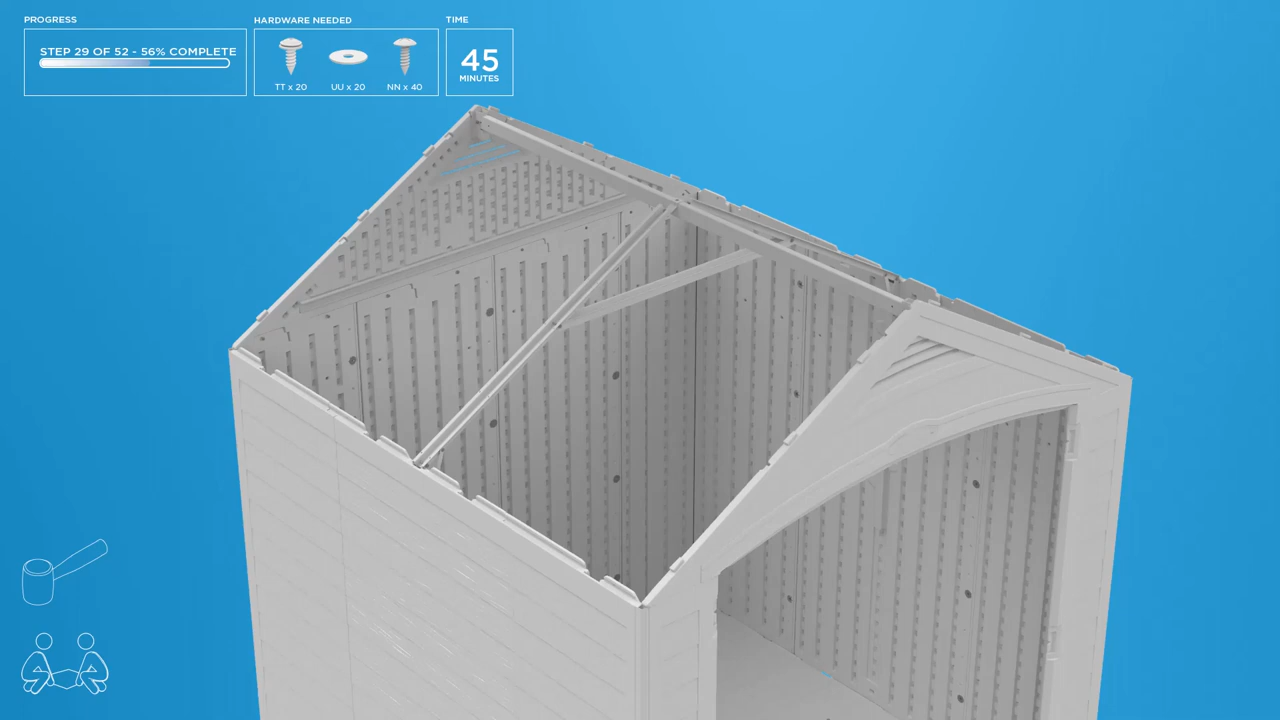 PROGRESS
HARDWARE NEEDED
TIME
STEP 29 OF 52 - 56% COMPLETE
TT x 20
UU x 20
NN x 40
45
MINUTES